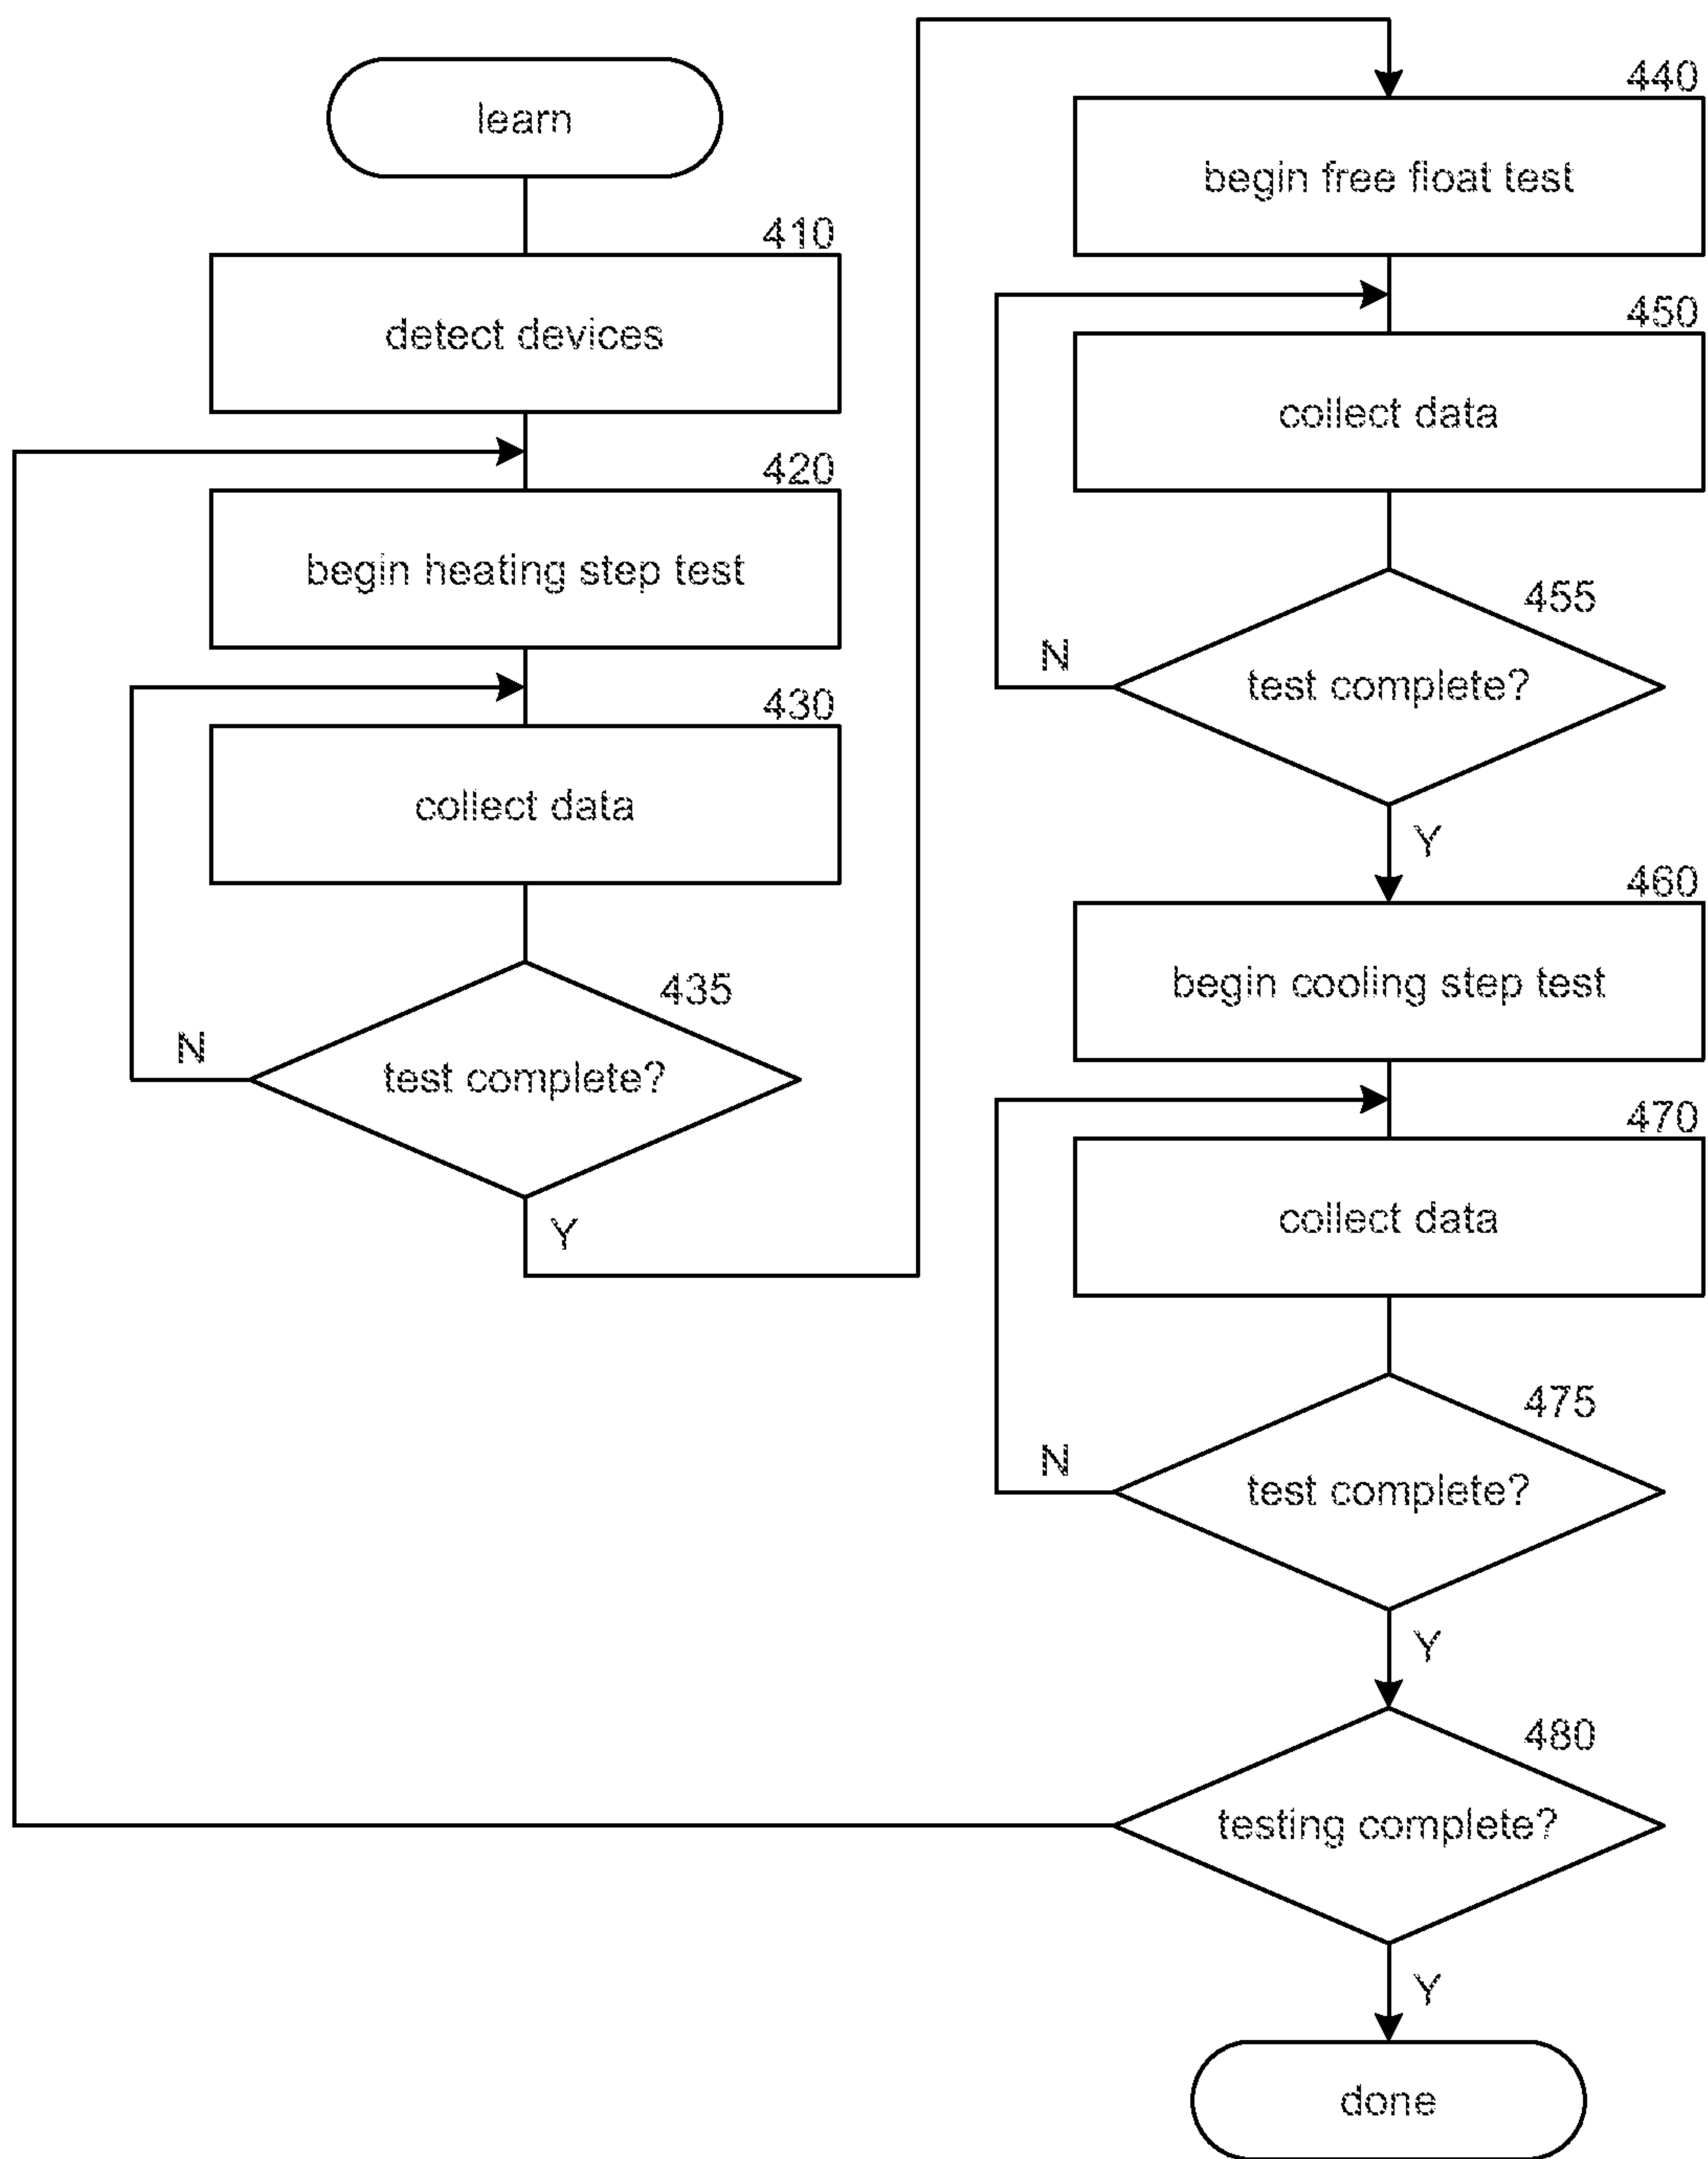 learn
410
detect devices
420
begin heating step test
430
collect data
435
test complete?
N
Y
440
begin free float test
450
collect data
455
test complete?
N
Y
460
begin cooling step test
470
collect data
475
test complete?
N
Y
480
testing complete?
Y
done